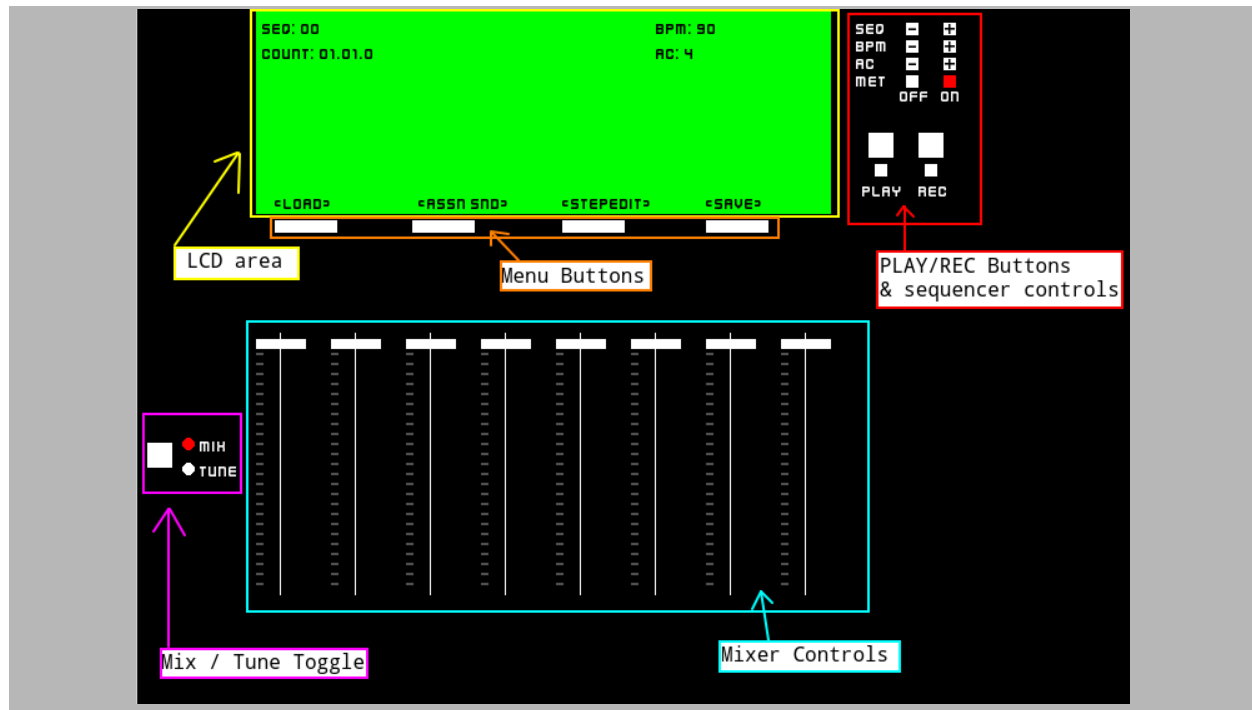 SEQ: 00
BPM: 90
COUNT: 01.01.0
AC: 4
<LOAD>
<ASSN SND>
<STEPEDIT>
<SAVE>
SEQ - +
BPM - +
AC - +
MET
OFF ON
PLAY REC
LCD area
Menu Buttons
PLAY/REC Buttons
& sequencer controls
MIX
TUNE
Mix / Tune Toggle
Mixer Controls